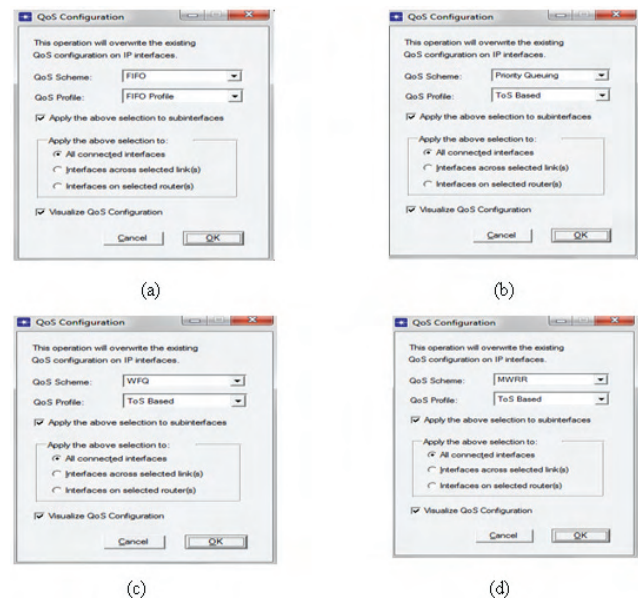 QoS Configuration
This operation will overwrite the existing
QoS configuration on IP interfaces.
QoS Scheme: FIFO
QoS Profile: FIFO Profile
Apply the above selection to subinterfaces
Apply the above selection to:
All connected interfaces
Interfaces across selected link(s)
Interfaces on selected router(s)
Visualize QoS Configuration
Cancel OK
(a)
QoS Configuration
This operation will overwrite the existing
QoS configuration on IP interfaces.
QoS Scheme: Priority Queuing
QoS Profile: ToS Based
Apply the above selection to subinterfaces
Apply the above selection to:
All connected interfaces
Interfaces across selected link(s)
Interfaces on selected router(s)
Visualize QoS Configuration
Cancel OK
(b)
QoS Configuration
This operation will overwrite the existing
QoS configuration on IP interfaces.
QoS Scheme: WFQ
QoS Profile: ToS Based
Apply the above selection to subinterfaces
Apply the above selection to:
All connected interfaces
Interfaces across selected link(s)
Interfaces on selected router(s)
Visualize QoS Configuration
Cancel OK
(c)
QoS Configuration
This operation will overwrite the existing
QoS configuration on IP interfaces.
QoS Scheme: MWRR
QoS Profile: ToS Based
Apply the above selection to subinterfaces
Apply the above selection to:
All connected interfaces
Interfaces across selected link(s)
Interfaces on selected router(s)
Visualize QoS Configuration
Cancel OK
(d)